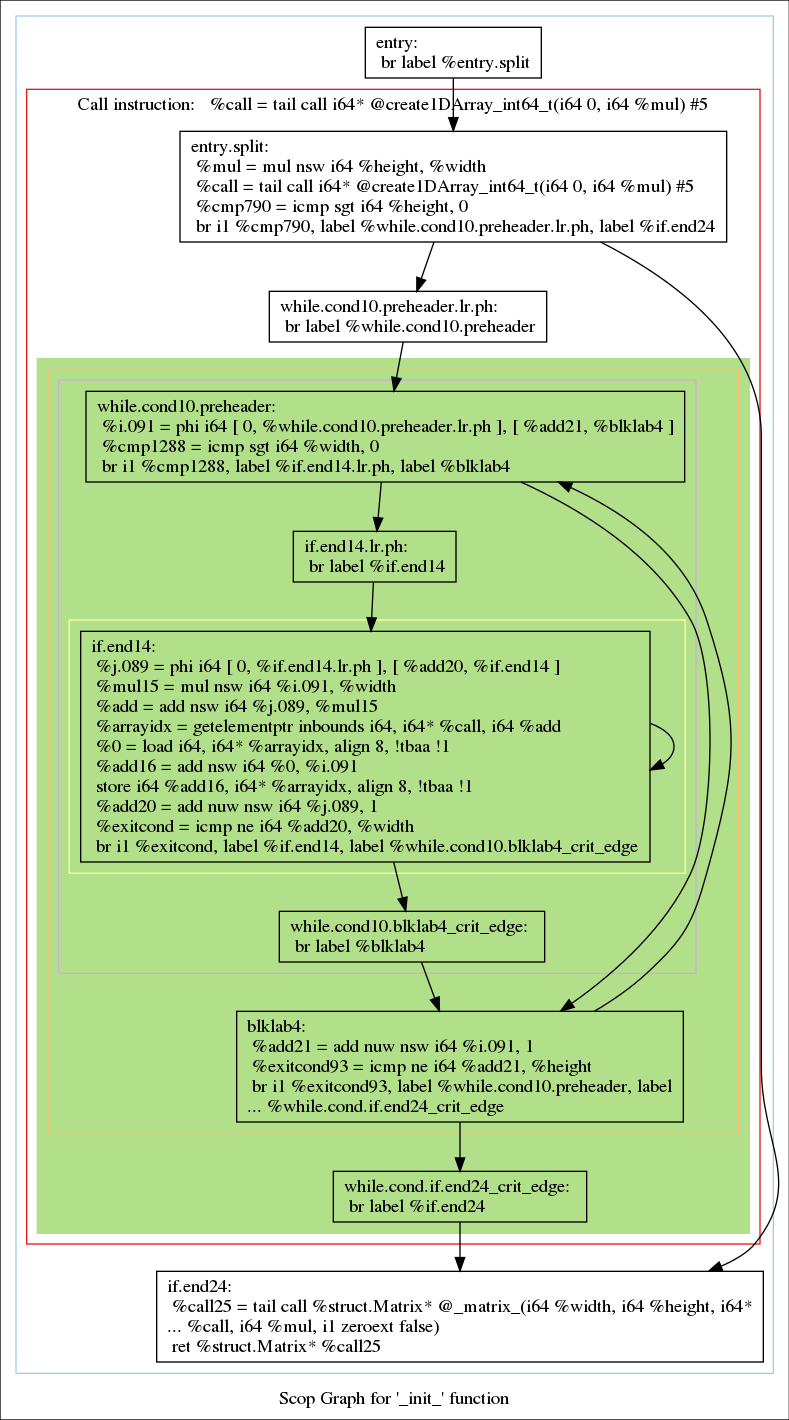 entry:
br label %entry.split
Call instruction: %call = tail call i64* @create1DArray_int64_t(i64 0, i64 %mul) #5
entry.split:
%mul = mul nsw i64 %height, %width
%call = tail call i64* @create1DArray_int64_t(i64 0, i64 %mul) #5
%cmp790 = icmp sgt i64 %height, 0
br i1 %cmp790, label %while.cond10.preheader.lr.ph, label %if.end24
while.cond10.preheader.lr.ph:
br label %while.cond10.preheader
while.cond10.preheader:
%i.091 = phi i64 [ 0, %while.cond10.preheader.lr.ph ], [ %add21, %blklab4 ]
%cmp1288 = icmp sgt i64 %width, 0
br i1 %cmp1288, label %if.end14.lr.ph, label %blklab4
if.end14.lr.ph:
br label %if.end14
if.end14:
%j.089 = phi i64 [ 0, %if.end14.lr.ph ], [ %add20, %if.end14 ]
%mul15 = mul nsw i64 %i.091, %width
%add = add nsw i64 %j.089, %mul15
%arrayidx = getelementptr inbounds i64, i64* %call, i64 %add
%0 = load i64, i64* %arrayidx, align 8, !tbaa !1
%add16 = add nsw i64 %0, %i.091
store i64 %add16, i64* %arrayidx, align 8, !tbaa !1
%add20 = add nuw nsw i64 %j.089, 1
%exitcond = icmp ne i64 %add20, %width
br i1 %exitcond, label %if.end14, label %while.cond10.blklab4_crit_edge
while.cond10.blklab4_crit_edge:
br label %blklab4
blklab4:
%add21 = add nuw nsw i64 %i.091, 1
%exitcond93 = icmp ne i64 %add21, %height
br i1 %exitcond93, label %while.cond10.preheader, label
... %while.cond.if.end24_crit_edge
while.cond.if.end24_crit_edge:
br label %if.end24
if.end24:
%call25 = tail call %struct.Matrix* @_matrix_(i64 %width, i64 %height, i64*
... %call, i64 %mul, i1 zeroext false)
ret %struct.Matrix* %call25
Scop Graph for '_init_' function